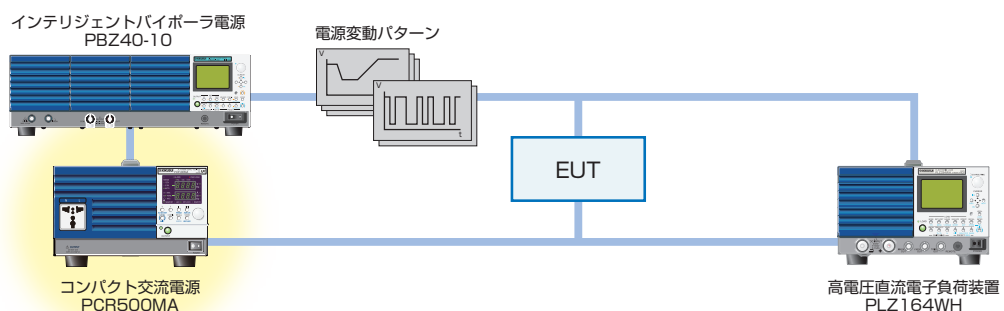 インテリジェントバイポーラ電源
PBZ40-10
電源変動パターン
V
V
t
EUT
コンパクト交流電源
PCR500MA
高電圧直流電子負荷装置
PLZ164WH